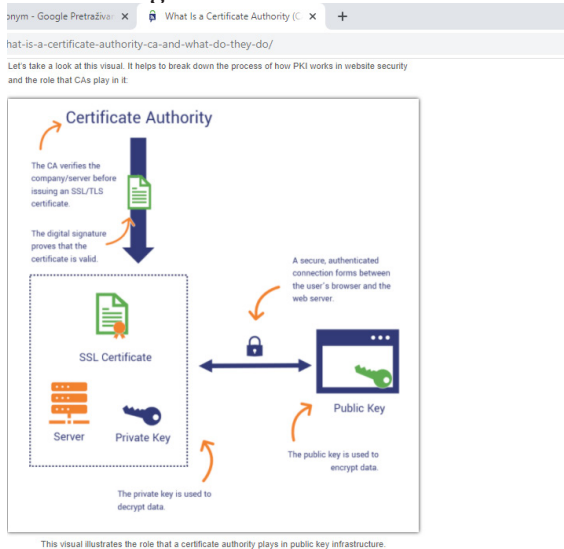 onym - Google Pretraživan
What Is a Certificate Authority (C
hat-is-a-certificate-authority-ca-and-what-do-they-do/
Let's take a look at this visual. It helps to break down the process of how PKI works in website security
and the role that CAs play in it:
Certificate Authority
The CA verifies the
company/server before
issuing an SSL/TLS
certificate.
The digital signature
proves that the
certificate is valid.
A secure, authenticated
connection forms between
the user's browser and the
web server.
SSL Certificate
Server
Private Key
Public Key
The public key is used to
encrypt data.
The private key is used to
decrypt data.
This visual illustrates the role that a certificate authority plays in public key infrastructure.